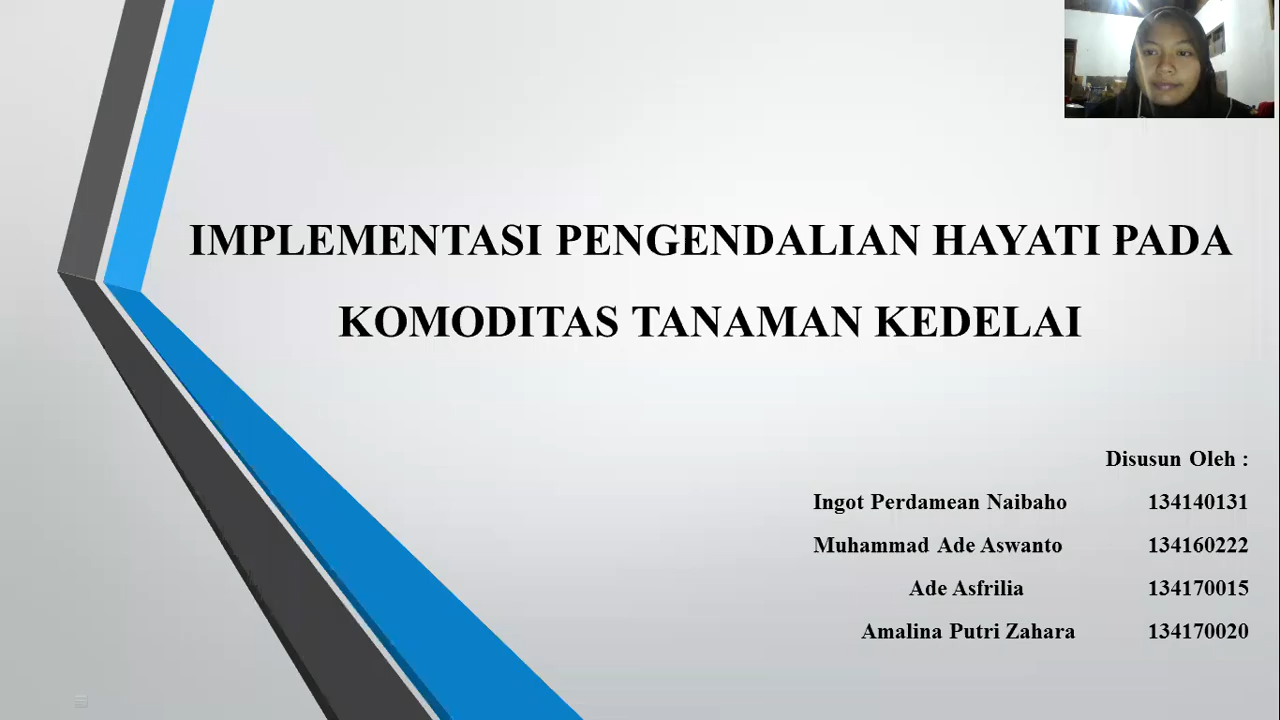 IMPLEMENTASI PENGENDALIAN HAYATI PADA
KOMODITAS TANAMAN KEDELAI
Disusun Oleh :
Ingot Perdamean Naibaho 134140131
Muhammad Ade Aswanto 134160222
Ade Asfrilia 134170015
Amalina Putri Zahara 134170020